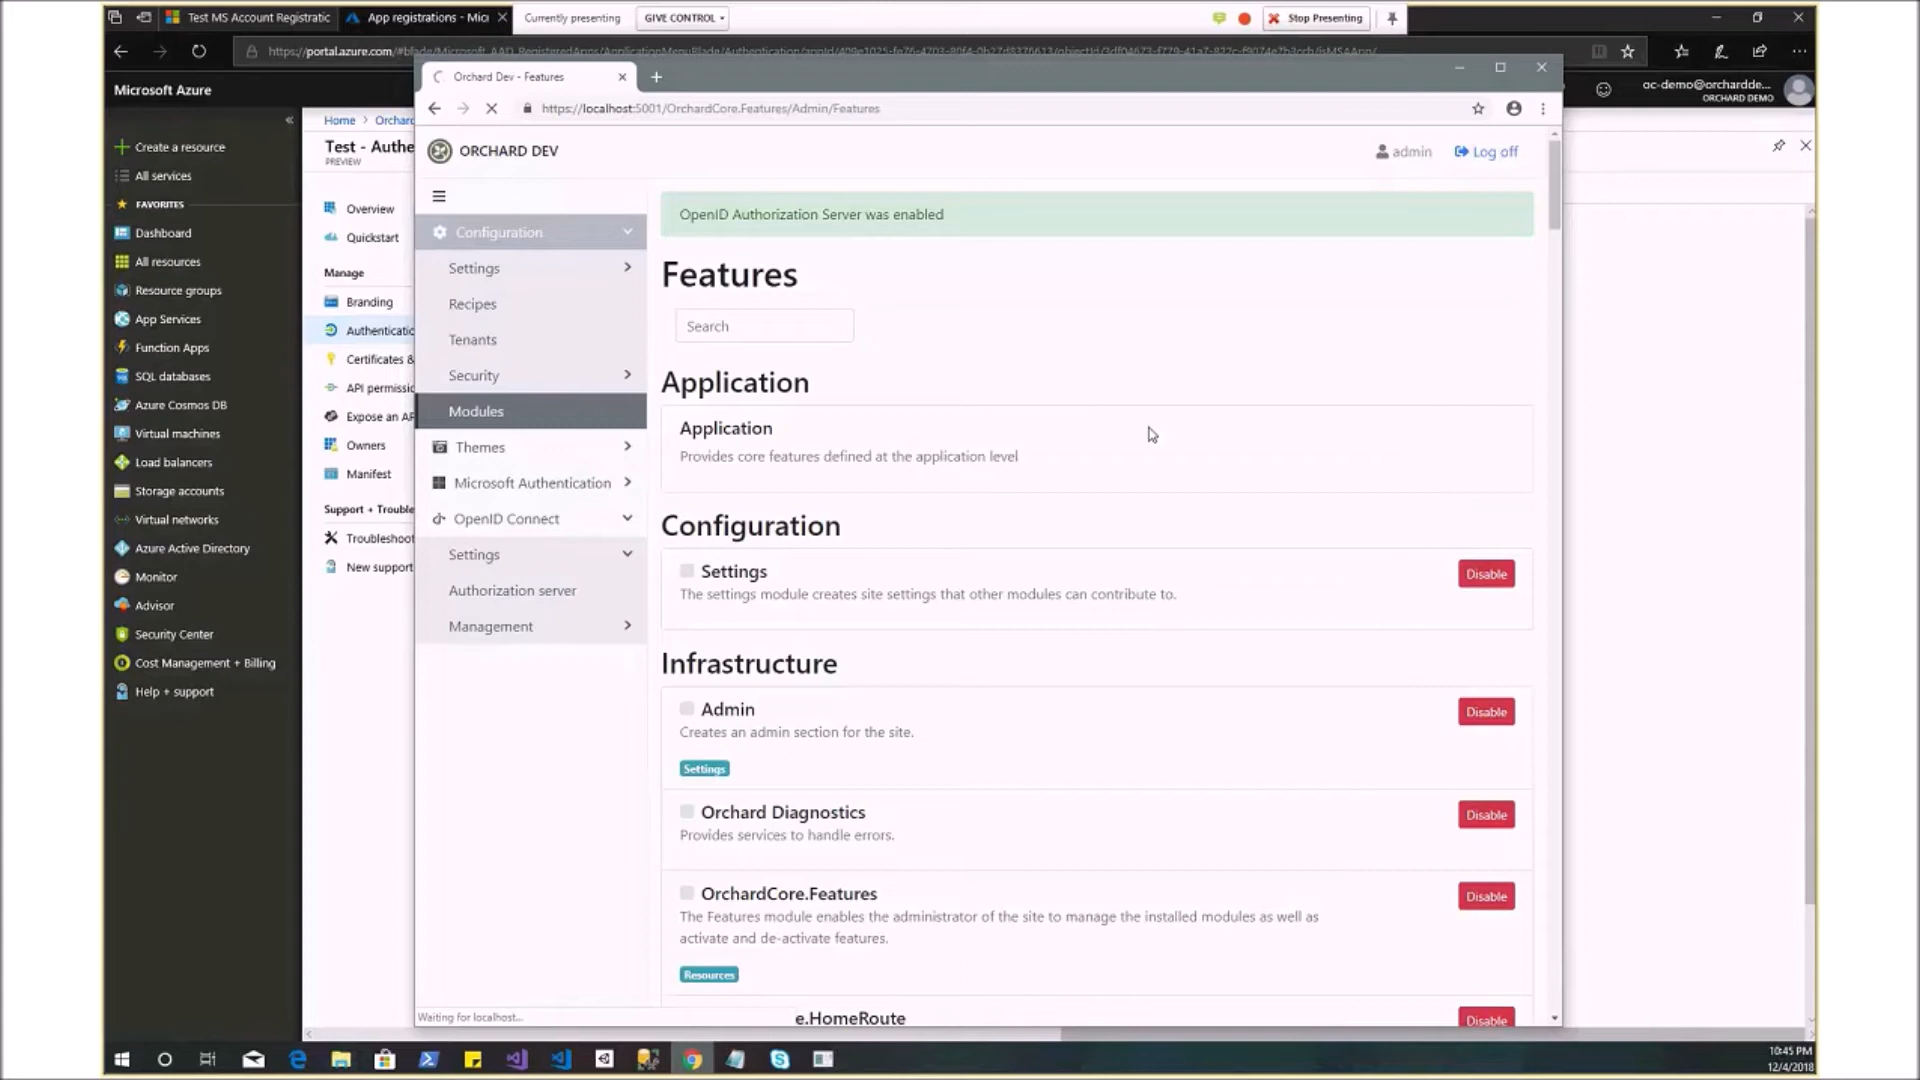 Test MS Account Registratic
App registrations - Mic
Currently presenting
GIVE CONTROL
Stop Presenting
Microsoft Azure
oc-demo@orchardde...
ORCHARD DEMO
Create a resource
All services
FAVORITES
Dashboard
All resources
Resource groups
App Services
Function Apps
SQL databases
Azure Cosmos DB
Virtual machines
Load balancers
Storage accounts
Virtual networks
Azure Active Directory
Monitor
Advisor
Security Center
Cost Management + Billing
Help + support
Home > Orchard
Test - Authe
PREVIEW
Overview
Quickstart
Manage
Branding
Authenticatio
Certificates &
API permissic
Expose an AP
Owners
Manifest
Support + Trouble
Troubleshoot
New support
Orchard Dev - Features
https://localhost:5001/OrchardCore.Features/Admin/Features
ORCHARD DEV
admin
Log off
Configuration
Settings
Recipes
Tenants
Security
Modules
Themes
Microsoft Authentication
OpenID Connect
Settings
Authorization server
Management
OpenID Authorization Server was enabled
Features
Search
Application
Application
Provides core features defined at the application level
Configuration
Settings
Disable
The settings module creates site settings that other modules can contribute to.
Infrastructure
Admin
Disable
Creates an admin section for the site.
Settings
Orchard Diagnostics
Disable
Provides services to handle errors.
OrchardCore.Features
Disable
The Features module enables the administrator of the site to manage the installed modules as well as
activate and de-activate features.
Resources
e.HomeRoute
Disable
Waiting for localhost...
10:45 PM
12/4/2018